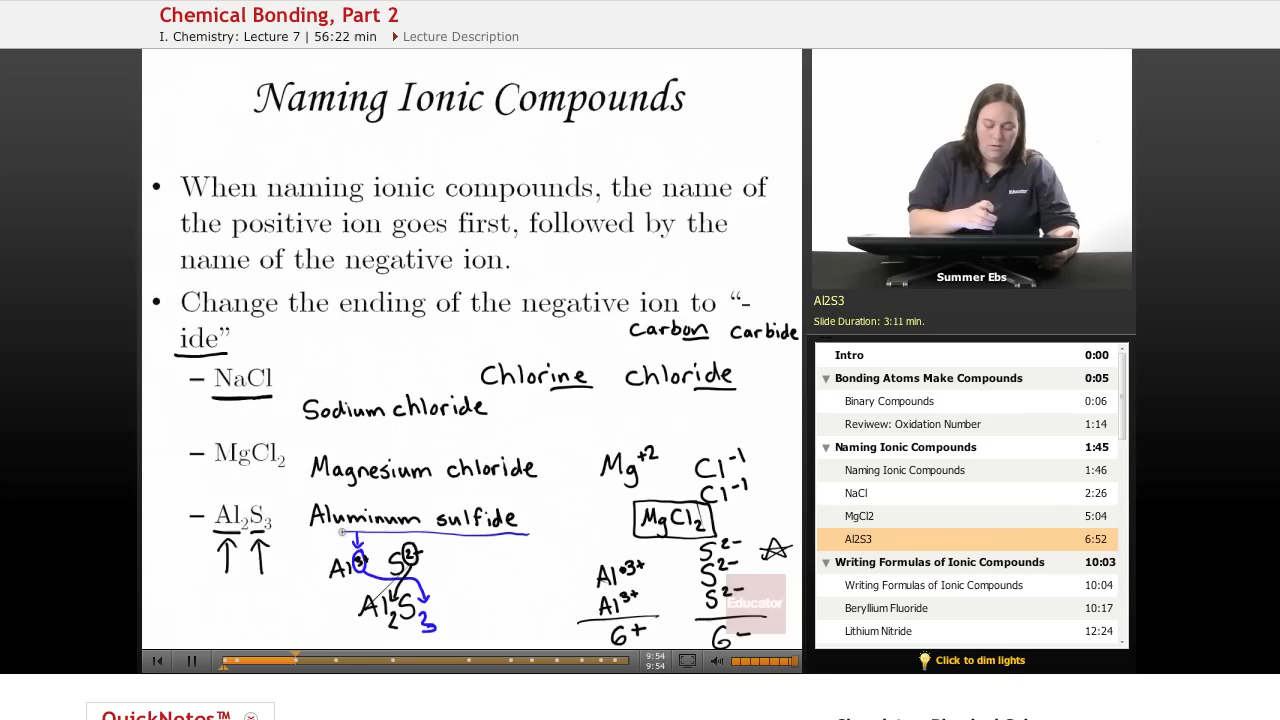 Chemical Bonding, Part 2
I. Chemistry: Lecture 7 | 56:22 min Lecture Description
Naming Ionic Compounds
• When naming ionic compounds, the name of
the positive ion goes first, followed by the
name of the negative ion.
• Change the ending of the negative ion to “-
ide”
Carbon Carbide
– NaCl
Chlorine Chloride
Sodium chloride
– MgCl₂
Magnesium chloride
Mg⁺² Cl⁻¹
Cl⁻¹
MgCl₂
– Al₂S₃
Aluminum sulfide
Al³⁺ S²⁻
Al₂S₃
S²⁻
Al⁺³⁺ S²⁻
Al³⁺ S²⁻
6+ 6-
Educator
Educator
Summer Ebs
Al2S3
Slide Duration: 3:11 min.
Intro 0:00
Bonding Atoms Make Compounds 0:05
Binary Compounds 0:06
Reviwew: Oxidation Number 1:14
Naming Ionic Compounds 1:45
Naming Ionic Compounds 1:46
NaCl 2:26
MgCl2 5:04
Al2S3 6:52
Writing Formulas of Ionic Compounds 10:03
Writing Formulas of Ionic Compounds 10:04
Beryllium Fluoride 10:17
Lithium Nitride 12:24
9:54
9:54
Click to dim lights
QuickNotes™